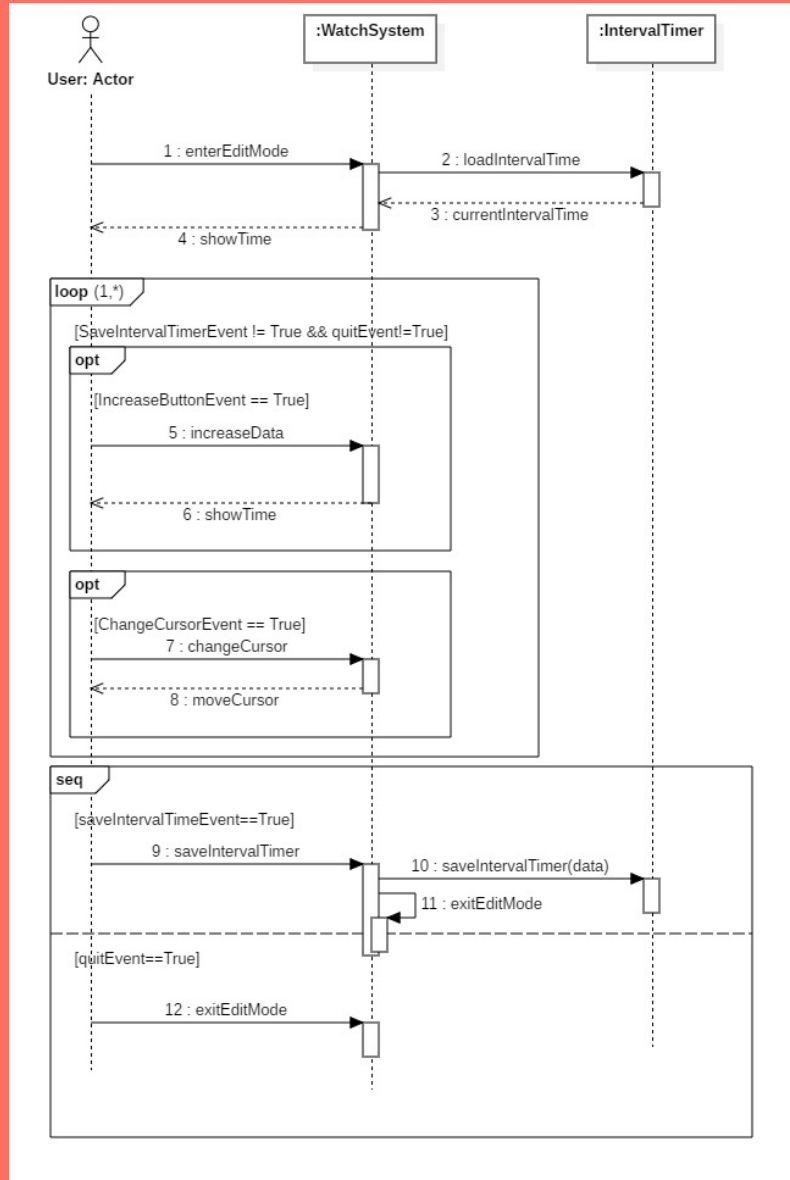 :WatchSystem
:IntervalTimer
User: Actor
1 : enterEditMode
2 : loadIntervalTime
3 : currentIntervalTime
4 : showTime
loop (1,*)
[SaveIntervalTimerEvent != True && quitEvent!=True]
opt
[IncreaseButtonEvent == True]
5 : increaseData
6 : showTime
opt
[ChangeCursorEvent == True]
7 : changeCursor
8 : moveCursor
seq
[saveIntervalTimeEvent==True]
9 : saveIntervalTimer
10 : saveIntervalTimer(data)
11 : exitEditMode
[quitEvent==True]
12 : exitEditMode